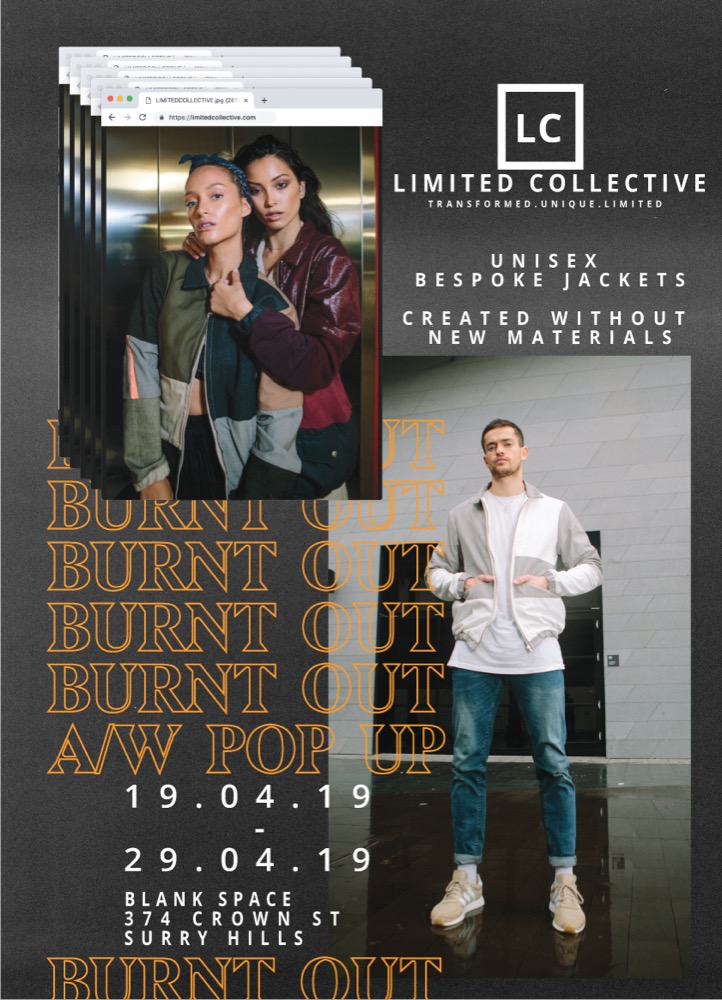 LIMITEDCOLLECTIVE.jpg
https://limitedcollective.com
LC
LIMITED COLLECTIVE
TRANSFORMED.UNIQUE.LIMITED
UNISEX
BESPOKE JACKETS
CREATED WITHOUT
NEW MATERIALS
BURNT OUT
BURNT OUT
BURNT OUT
BURNT OUT
A/W POP UP
19.04.19
-
29.04.19
BLANK SPACE
374 CROWN ST
SURRY HILLS
BURNT OUT